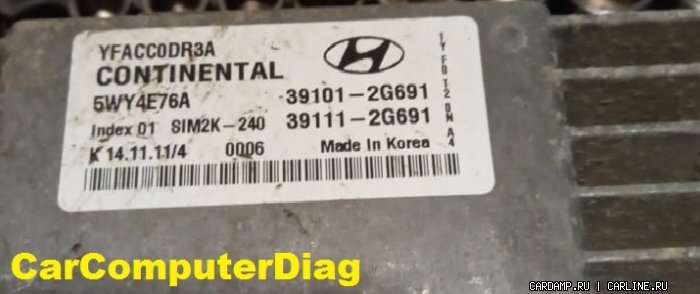 YFACC0DR3A
CONTINENTAL
5WY4E76A
39101-2G691
Index 01 SIM2K-240
39111-2G691
K 14.11.11/4
0006
Made In Korea
CarComputerDiag
CARDAMP.RU | CARLINE.RU